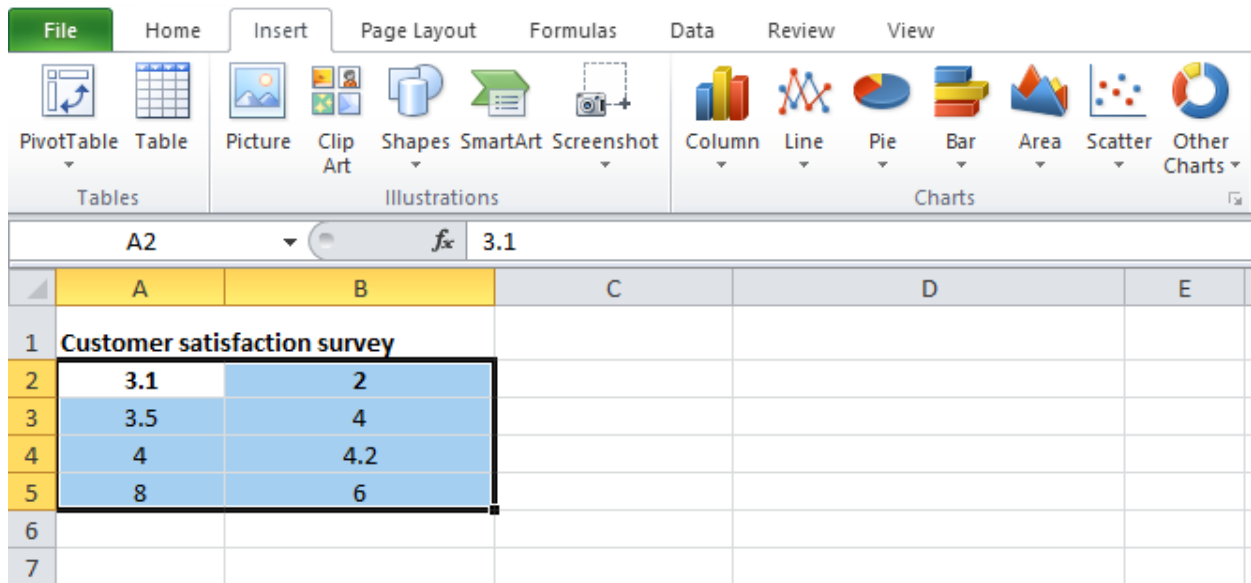 File Home Insert Page Layout Formulas Data Review View
PivotTable Table Picture Clip Art Shapes SmartArt Screenshot Column Line Pie Bar Area Scatter Other Charts
Tables Illustrations Charts
A2 fx 3.1
A B C D E
1 Customer satisfaction survey
2 3.1 2
3 3.5 4
4 4 4.2
5 8 6
6
7